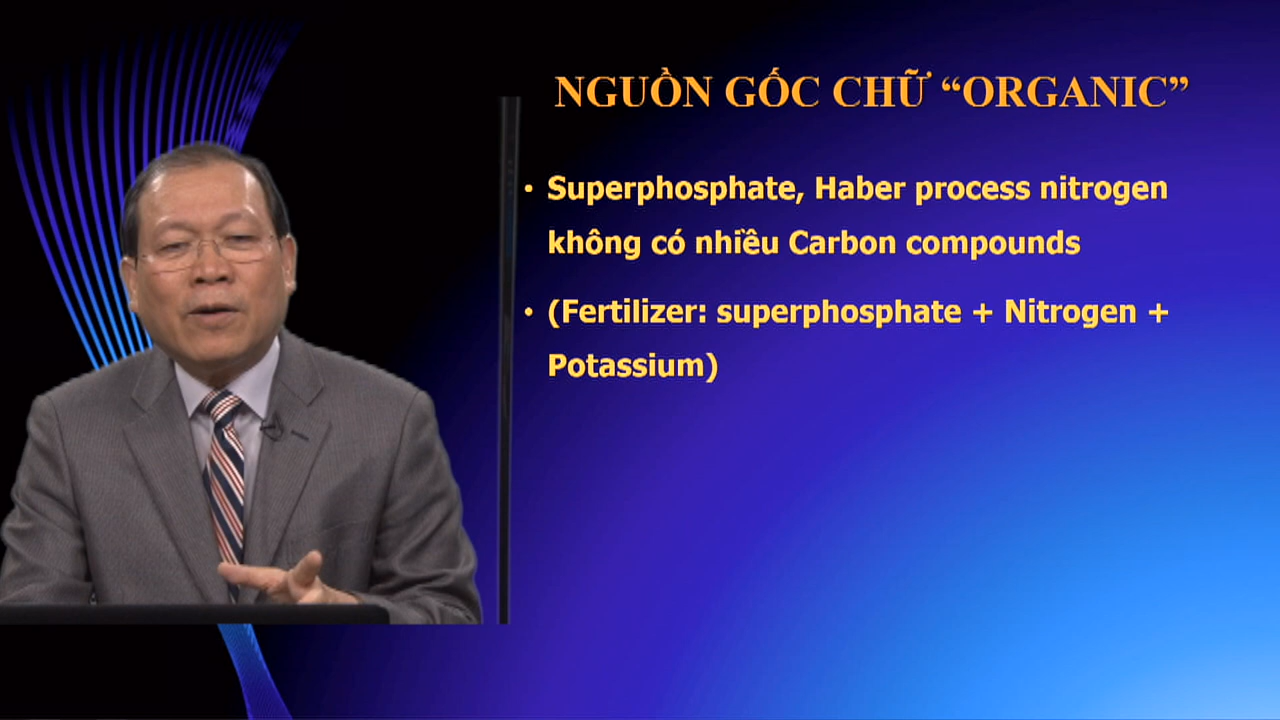 NGUỒN GỐC CHỮ “ORGANIC”
• Superphosphate, Haber process nitrogen
không có nhiều Carbon compounds
• (Fertilizer: superphosphate + Nitrogen +
Potassium)